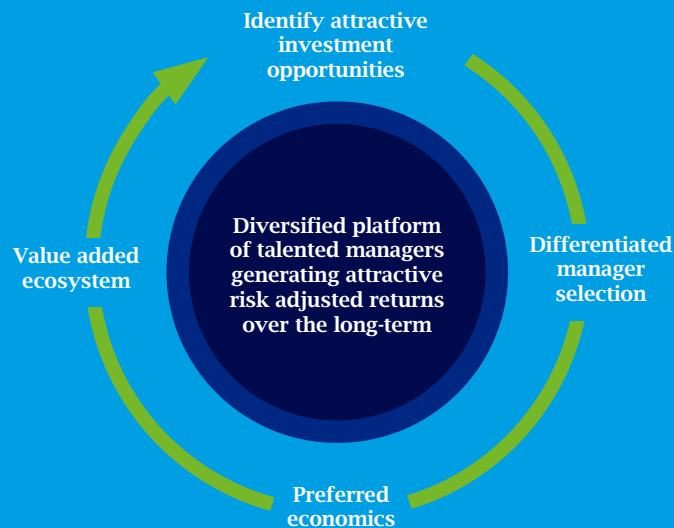 Identify attractive
investment
opportunities
Diversified platform
of talented managers
generating attractive
risk adjusted returns
over the long-term
Differentiated
manager
selection
Preferred
economics
Value added
ecosystem